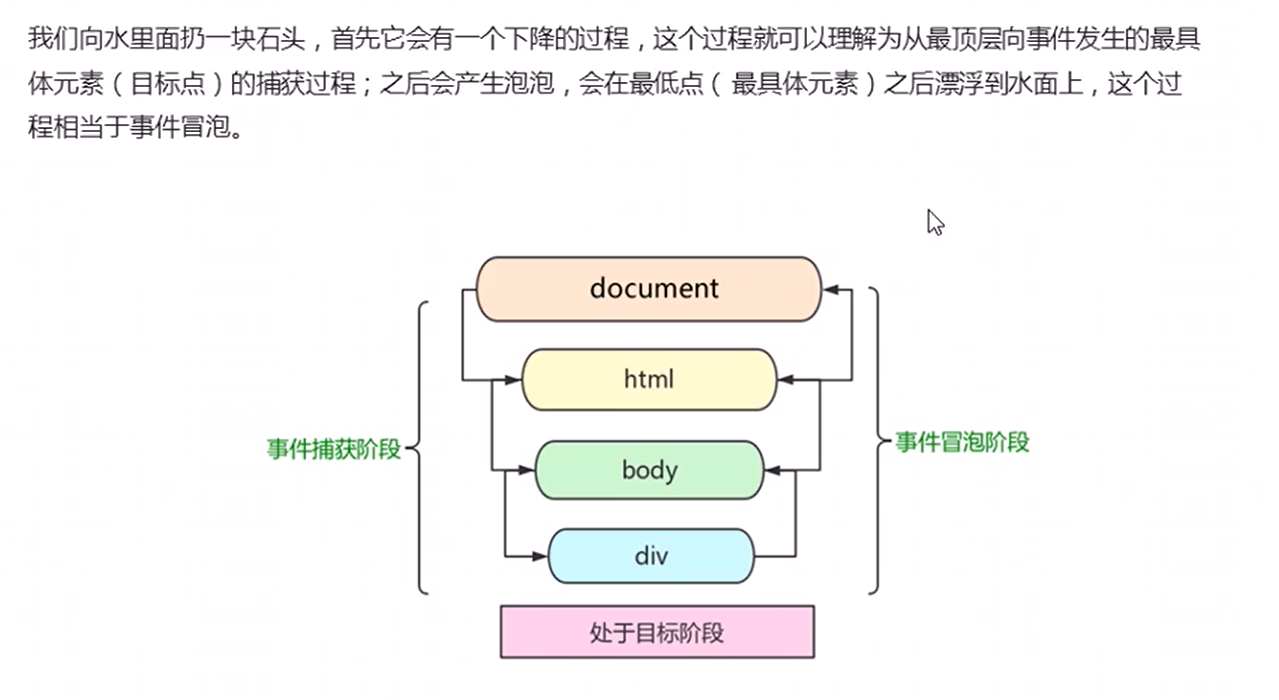 我们向水里面扔一块石头，首先它会有一个下降的过程，这个过程就可以理解为从最顶层向事件发生的最具
体元素（目标点）的捕获过程；之后会产生泡泡，会在最低点（ 最具体元素）之后漂浮到水面上，这个过
程相当于事件冒泡。
document
html
事件捕获阶段
事件冒泡阶段
body
div
处于目标阶段